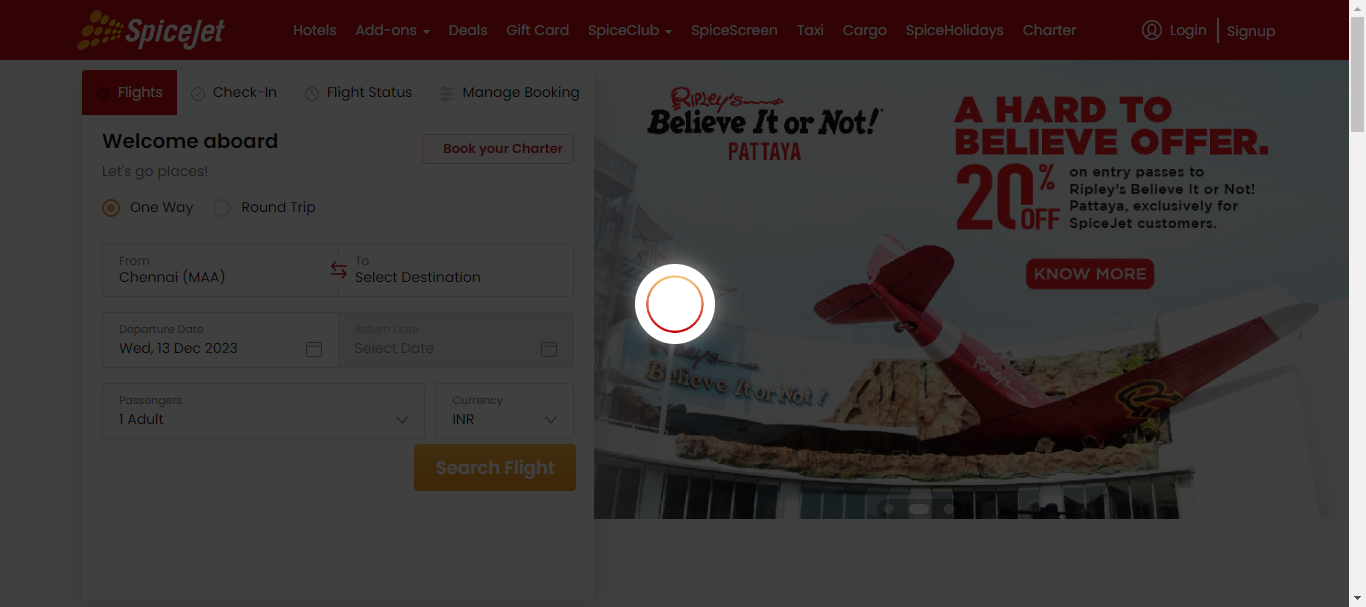 SpiceJet
Hotels Add-ons Deals Gift Card SpiceClub SpiceScreen Taxi Cargo SpiceHolidays Charter Login Signup
Flights Check-In Flight Status Manage Booking
Welcome aboard
Book your Charter
Let's go places!
One Way Round Trip
From
Chennai (MAA)
To
Select Destination
Departure Date
Wed, 13 Dec 2023
Return Date
Select Date
Passengers
1 Adult
Currency
INR
Search Flight
Ripley's
Believe It or Not!
PATTAYA
A HARD TO
BELIEVE OFFER.
20% OFF
on entry passes to
Ripley's Believe It or Not!
Pattaya, exclusively for
SpiceJet customers.
KNOW MORE
Ripley's
Ripley's
Believe It or Not!